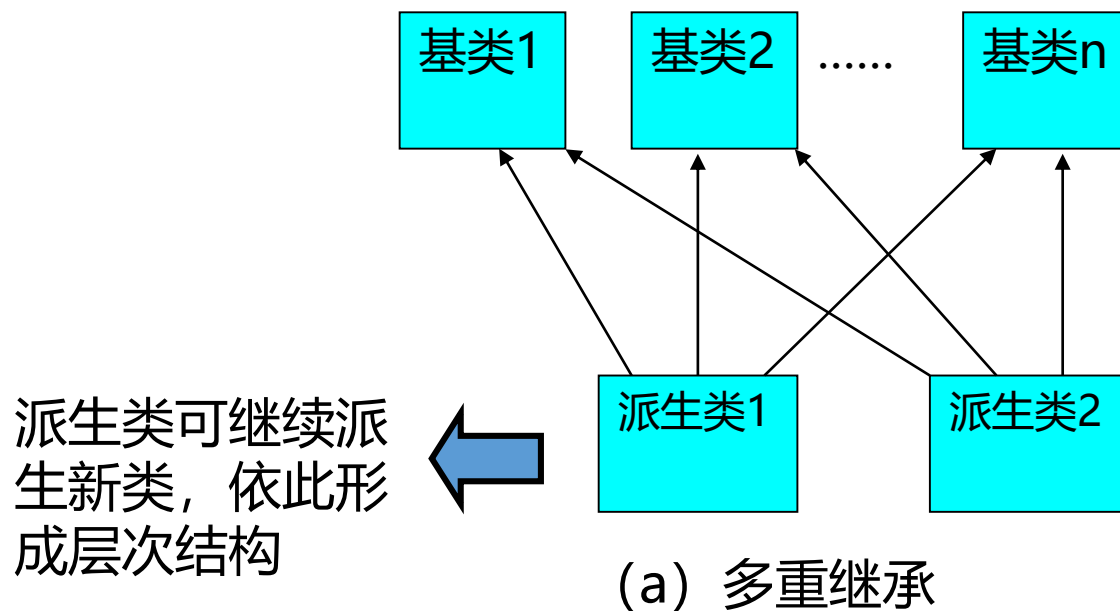 基类1
基类2
……
基类n
派生类1
派生类2
派生类可继续派
生新类，依此形
成层次结构
（a）多重继承